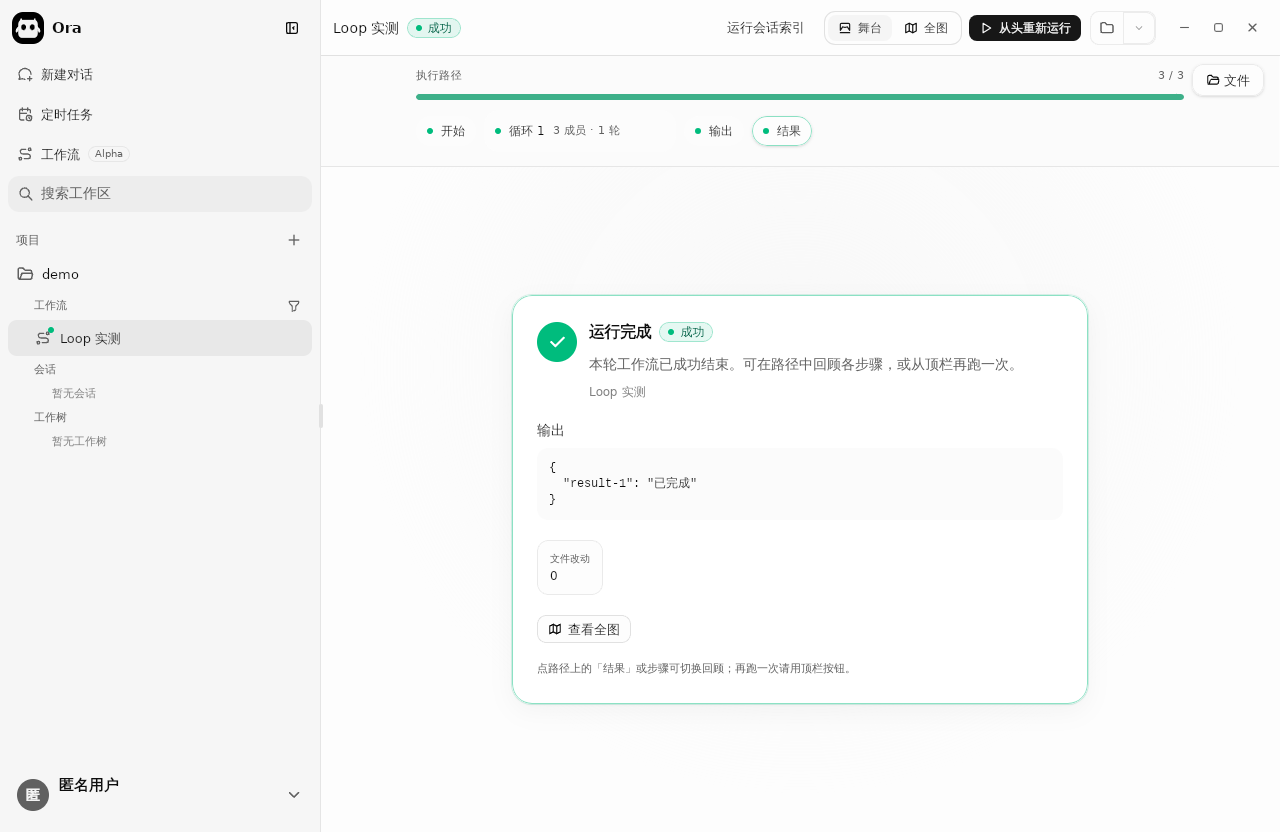 Ora
新建对话
定时任务
工作流 Alpha
搜索工作区
项目
demo
工作流
Loop 实测
会话
暂无会话
工作树
暂无工作树
匿 匿名用户
Loop 实测 成功
运行会话索引 舞台 全图 从头重新运行
执行路径 3 / 3
文件
开始 循环 1 3 成员 · 1 轮 输出 结果
运行完成 成功
本轮工作流已成功结束。可在路径中回顾各步骤，或从顶栏再跑一次。
Loop 实测
输出
{
"result-1": "已完成"
}
文件改动
0
查看全图
点路径上的「结果」或步骤可切换回顾；再跑一次请用顶栏按钮。